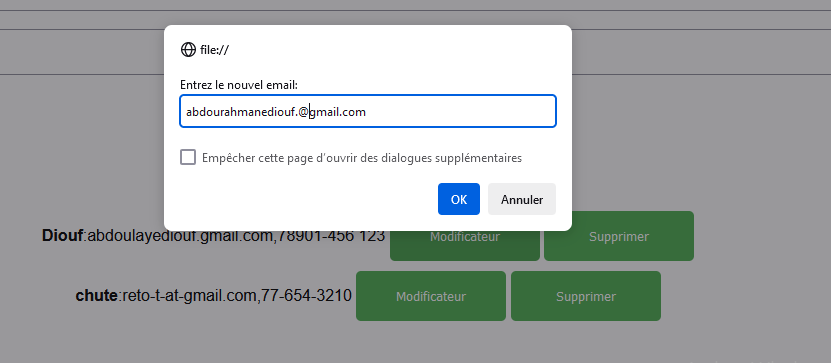 file://
Entrez le nouvel email:
abdourahmanediouf.@gmail.com
Empêcher cette page d'ouvrir des dialogues supplémentaires
OK Annuler
Diouf:abdoulayediouf.gmail.com,78901-456 123 Modificateur Supprimer
chute:reto-t-at-gmail.com,77-654-3210 Modificateur Supprimer